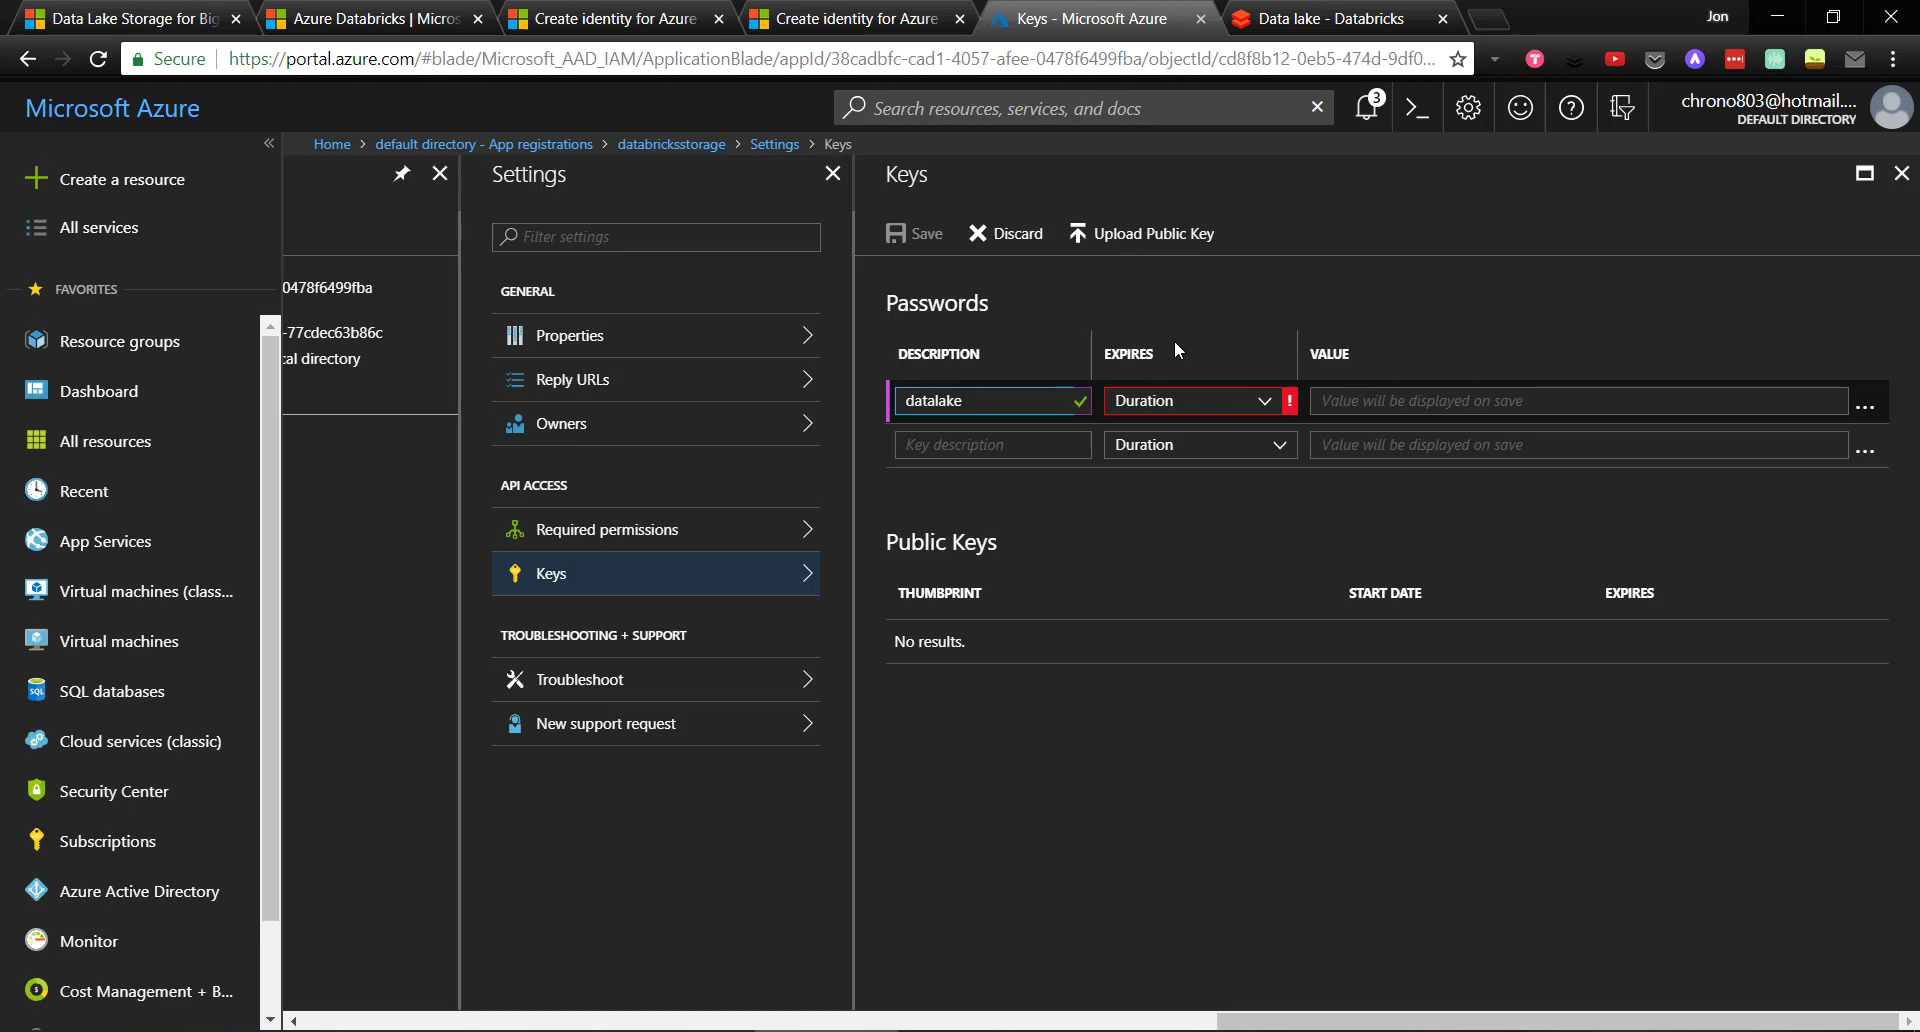 Data Lake Storage for Big
Azure Databricks | Micros
Create identity for Azure
Create identity for Azure
Keys - Microsoft Azure
Data lake - Databricks
Jon
Secure
https://portal.azure.com/#blade/Microsoft_AAD_IAM/ApplicationBlade/appId/38cadbfc-cad1-4057-afee-0478f6499fba/objectId/cd8f8b12-0eb5-474d-9df0...
Microsoft Azure
Search resources, services, and docs
3
chrono803@hotmail....
DEFAULT DIRECTORY
Home > default directory - App registrations > databricksstorage > Settings > Keys
Create a resource
All services
FAVORITES
Resource groups
Dashboard
All resources
Recent
App Services
Virtual machines (class...
Virtual machines
SQL databases
Cloud services (classic)
Security Center
Subscriptions
Azure Active Directory
Monitor
Cost Management + B...
0478f6499fba
-77cdec63b86c
cal directory
Settings
Filter settings
GENERAL
Properties
Reply URLs
Owners
API ACCESS
Required permissions
Keys
TROUBLESHOOTING + SUPPORT
Troubleshoot
New support request
Keys
Save
Discard
Upload Public Key
Passwords
DESCRIPTION
EXPIRES
VALUE
datalake
Duration
!
Value will be displayed on save
...
Key description
Duration
Value will be displayed on save
...
Public Keys
THUMBPRINT
START DATE
EXPIRES
No results.